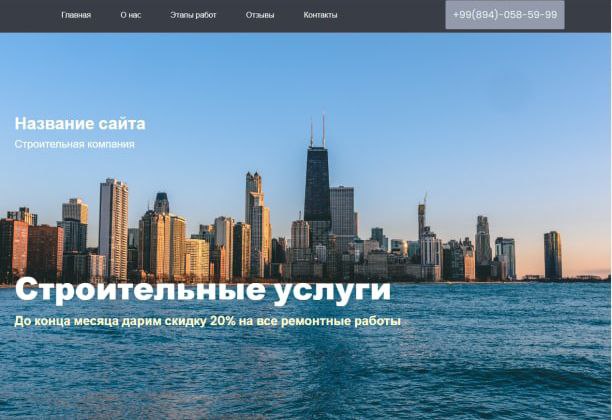 Главная О нас Этапы работ Отзывы Контакты +99(894)-058-59-99
Название сайта
Строительная компания
Строительные услуги
До конца месяца дарим скидку 20% на все ремонтные работы